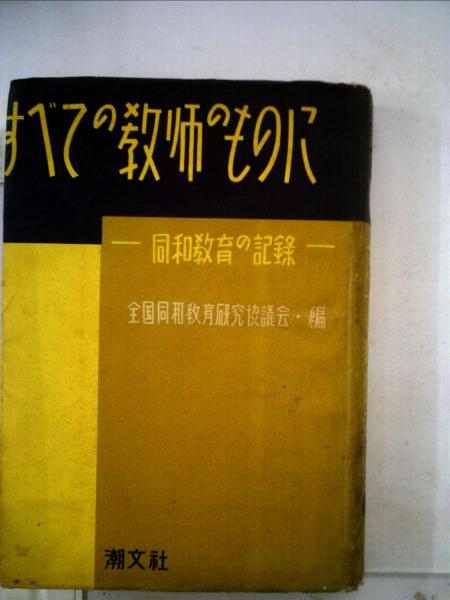 すべての教師のものに
― 同和教育の記録 ―
全国同和教育研究協議会・編
潮文社